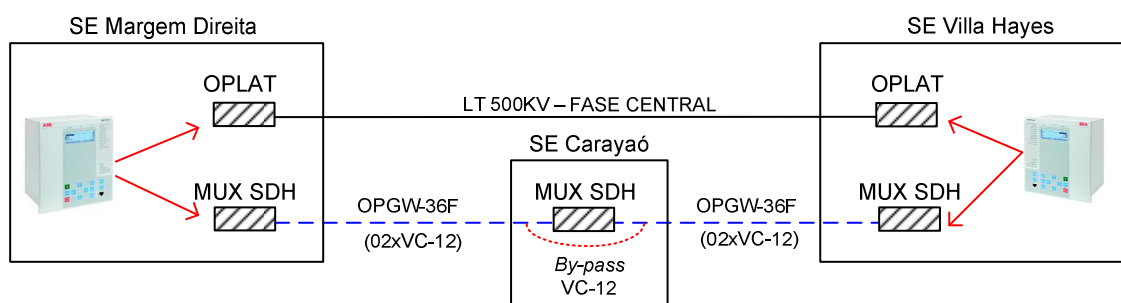 SE Margem Direita
SE Villa Hayes
OPLAT
OPLAT
LT 500KV – FASE CENTRAL
SE Carayaó
MUX SDH
MUX SDH
MUX SDH
OPGW-36F
OPGW-36F
(02xVC-12)
(02xVC-12)
By-pass
VC-12
ABB